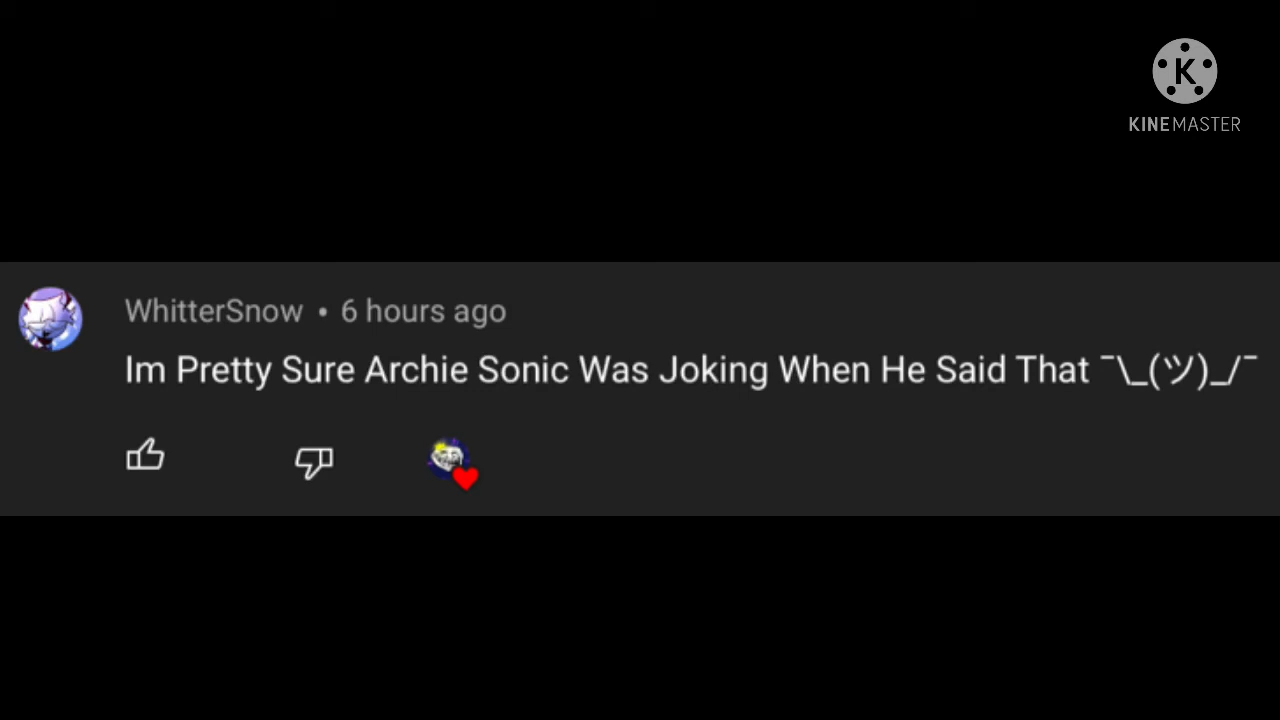 K
KINEMASTER
WhitterSnow • 6 hours ago
Im Pretty Sure Archie Sonic Was Joking When He Said That ¯\_(ツ)_/¯